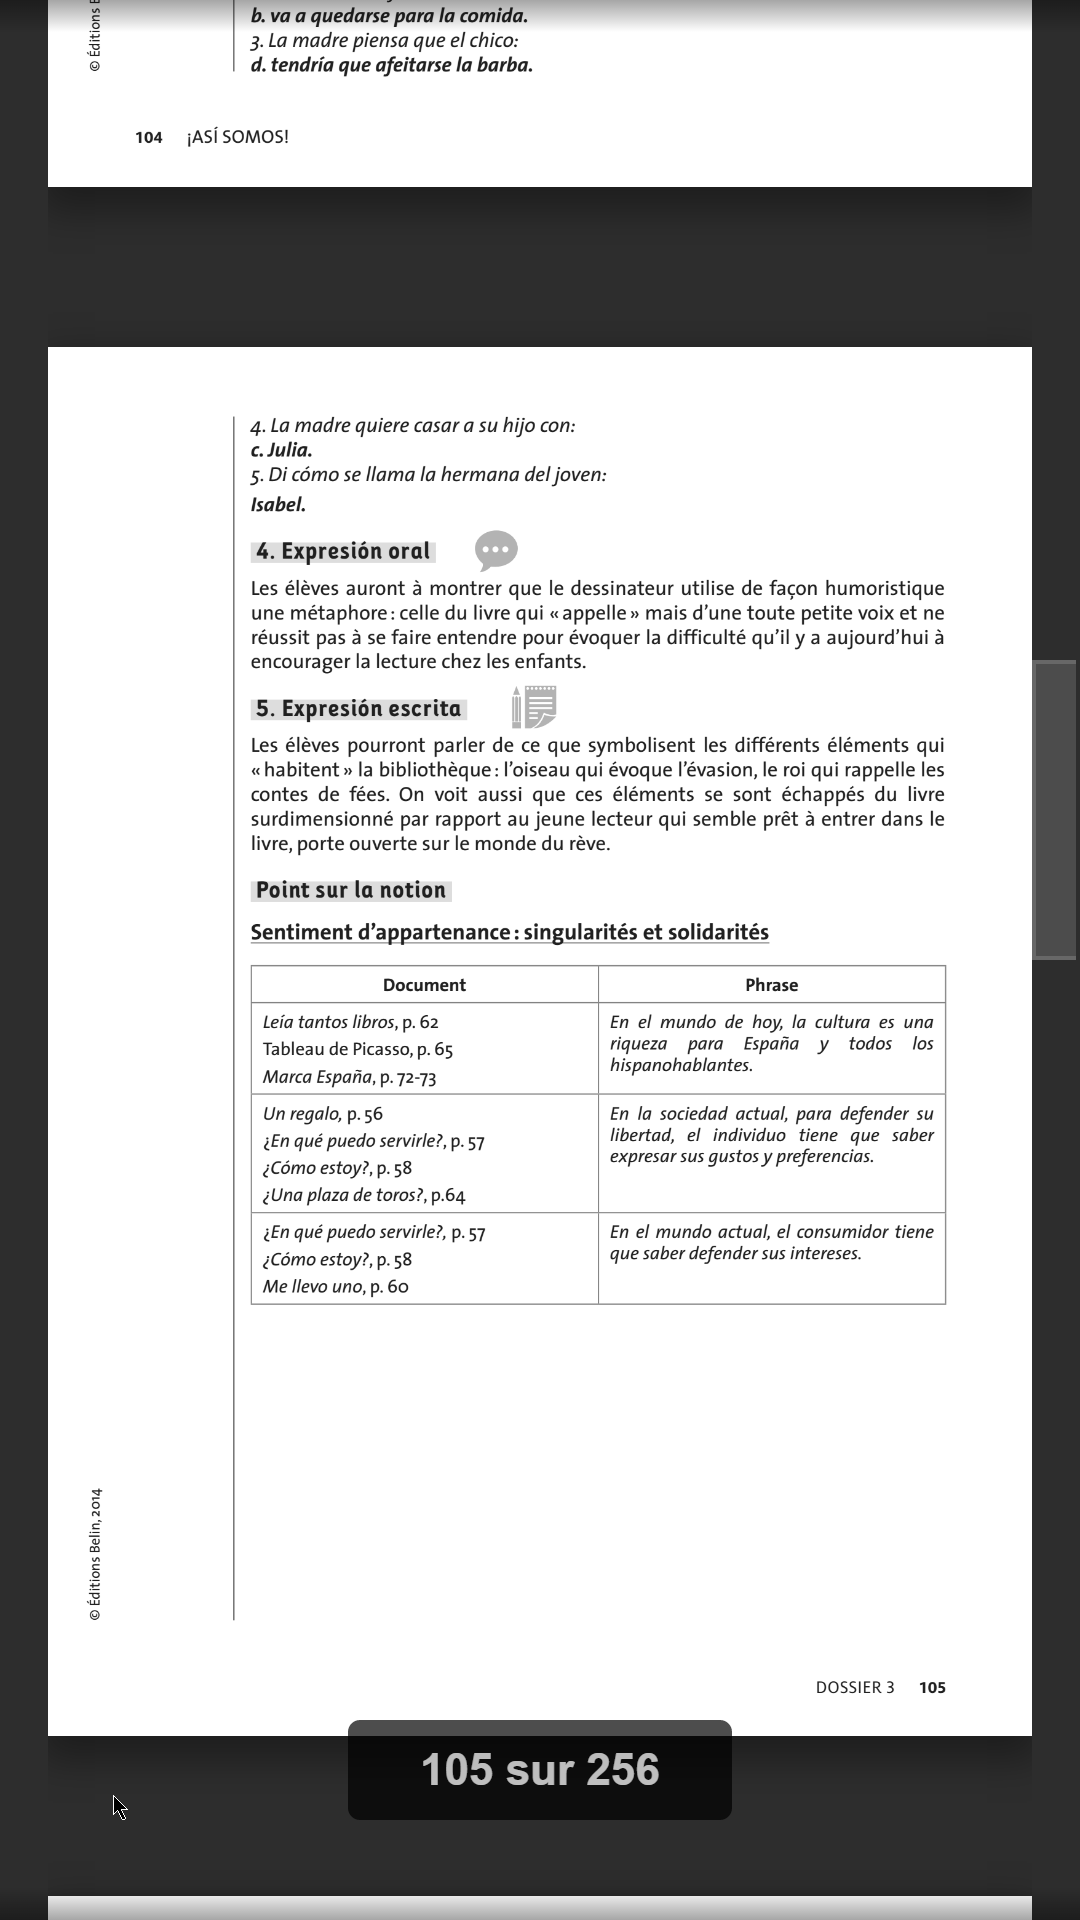 © Éditions B
b. va a quedarse para la comida.
3. La madre piensa que el chico:
d. tendría que afeitarse la barba.
104 ¡ASÍ SOMOS!
4. La madre quiere casar a su hijo con:
c. Julia.
5. Di cómo se llama la hermana del joven:
Isabel.
4. Expresión oral
Les élèves auront à montrer que le dessinateur utilise de façon humoristique
une métaphore : celle du livre qui « appelle » mais d’une toute petite voix et ne
réussit pas à se faire entendre pour évoquer la difficulté qu’il y a aujourd’hui à
encourager la lecture chez les enfants.
5. Expresión escrita
Les élèves pourront parler de ce que symbolisent les différents éléments qui
« habitent » la bibliothèque : l’oiseau qui évoque l’évasion, le roi qui rappelle les
contes de fées. On voit aussi que ces éléments se sont échappés du livre
surdimensionné par rapport au jeune lecteur qui semble prêt à entrer dans le
livre, porte ouverte sur le monde du rêve.
Point sur la notion
Sentiment d’appartenance : singularités et solidarités
Document
Phrase
Leía tantos libros, p. 62
Tableau de Picasso, p. 65
Marca España, p. 72-73
En el mundo de hoy, la cultura es una
riqueza para España y todos los
hispanohablantes.
Un regalo, p. 56
¿En qué puedo servirle?, p. 57
¿Cómo estoy?, p. 58
¿Una plaza de toros?, p.64
En la sociedad actual, para defender su
libertad, el individuo tiene que saber
expresar sus gustos y preferencias.
¿En qué puedo servirle?, p. 57
¿Cómo estoy?, p. 58
Me llevo uno, p. 60
En el mundo actual, el consumidor tiene
que saber defender sus intereses.
© Éditions Belin, 2014
DOSSIER 3 105
105 sur 256